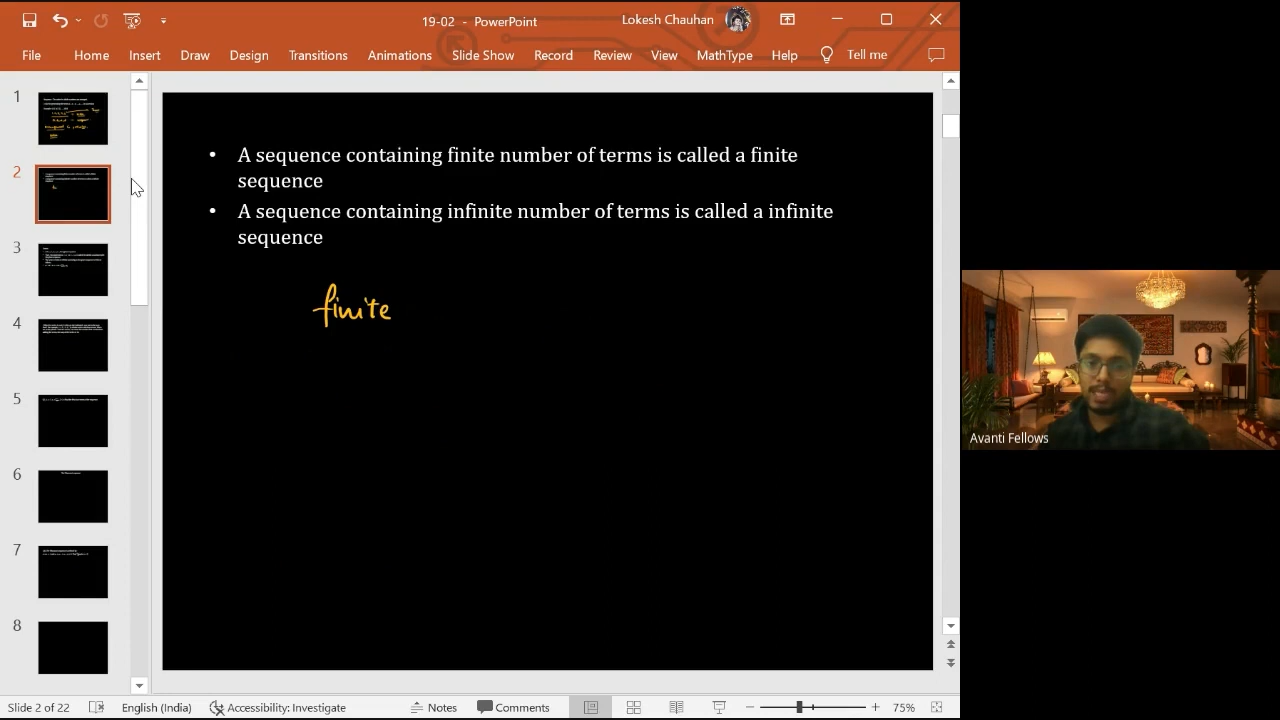 19-02 - PowerPoint
Lokesh Chauhan
File Home Insert Draw Design Transitions Animations Slide Show Record Review View MathType Help Tell me
1
2
3
4
5
6
7
8
• A sequence containing finite number of terms is called a finite
sequence
• A sequence containing infinite number of terms is called a infinite
sequence
finite
Avanti Fellows
Slide 2 of 22 English (India) Accessibility: Investigate Notes Comments 75%